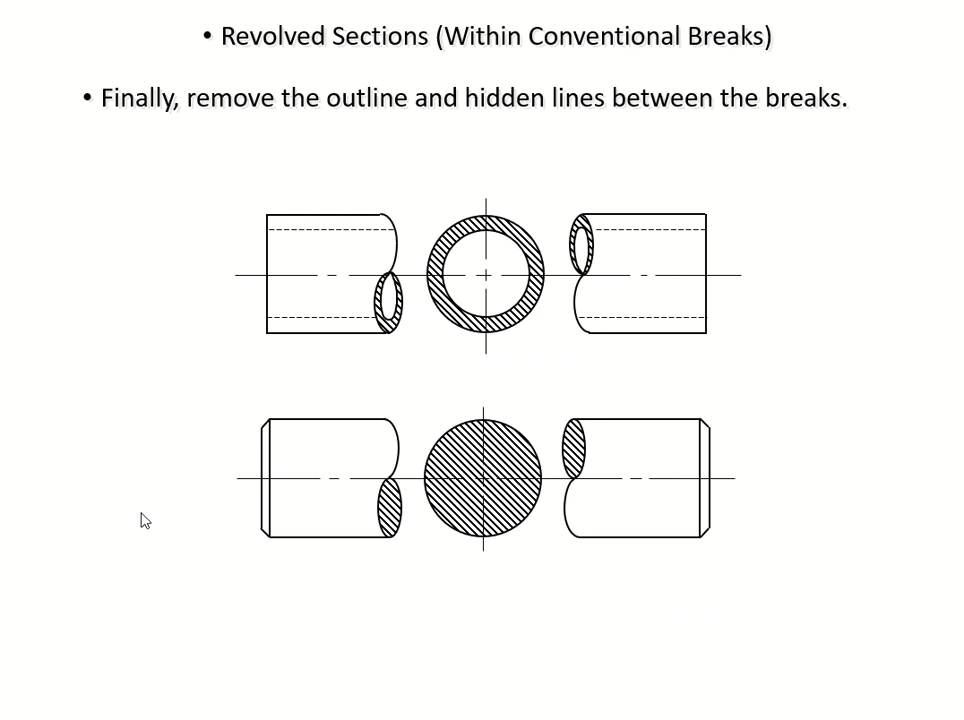 • Revolved Sections (Within Conventional Breaks)
• Finally, remove the outline and hidden lines between the breaks.